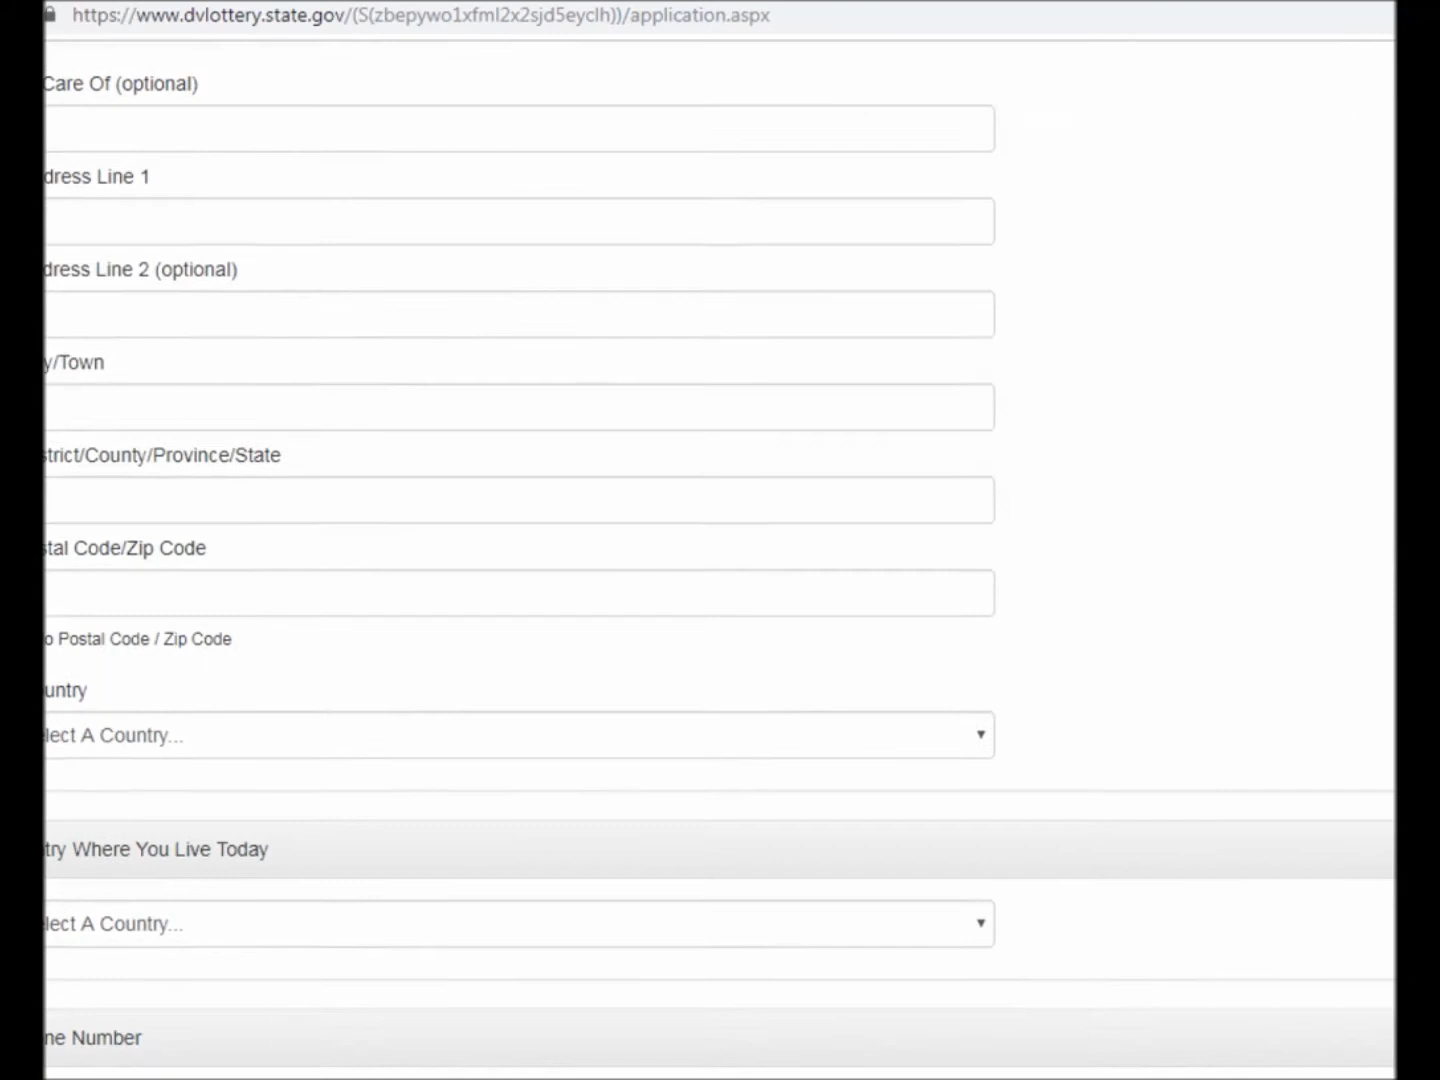 https://www.dvlottery.state.gov/(S(zbepywo1xfml2x2sjd5eyclh))/application.aspx
Care Of (optional)
dress Line 1
dress Line 2 (optional)
y/Town
strict/County/Province/State
stal Code/Zip Code
o Postal Code / Zip Code
untry
lect A Country...
try Where You Live Today
lect A Country...
ne Number